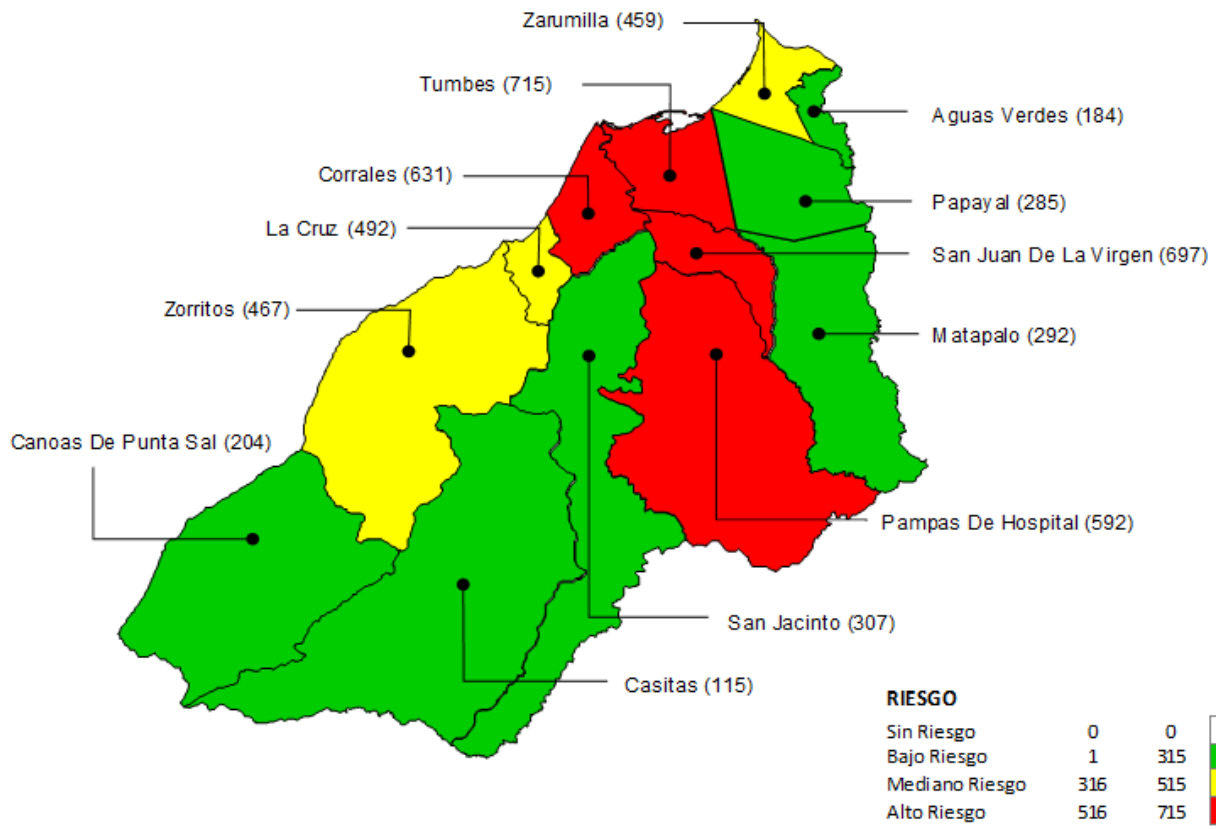 Zarumilla (459)
Tumbes (715)
Aguas Verdes (184)
Corrales (631)
Papayal (285)
La Cruz (492)
San Juan De La Virgen (697)
Zorritos (467)
Matapalo (292)
Canoas De Punta Sal (204)
Pampas De Hospital (592)
San Jacinto (307)
Casitas (115)
RIESGO
Sin Riesgo 0 0
Bajo Riesgo 1 315
Mediano Riesgo 316 515
Alto Riesgo 516 715